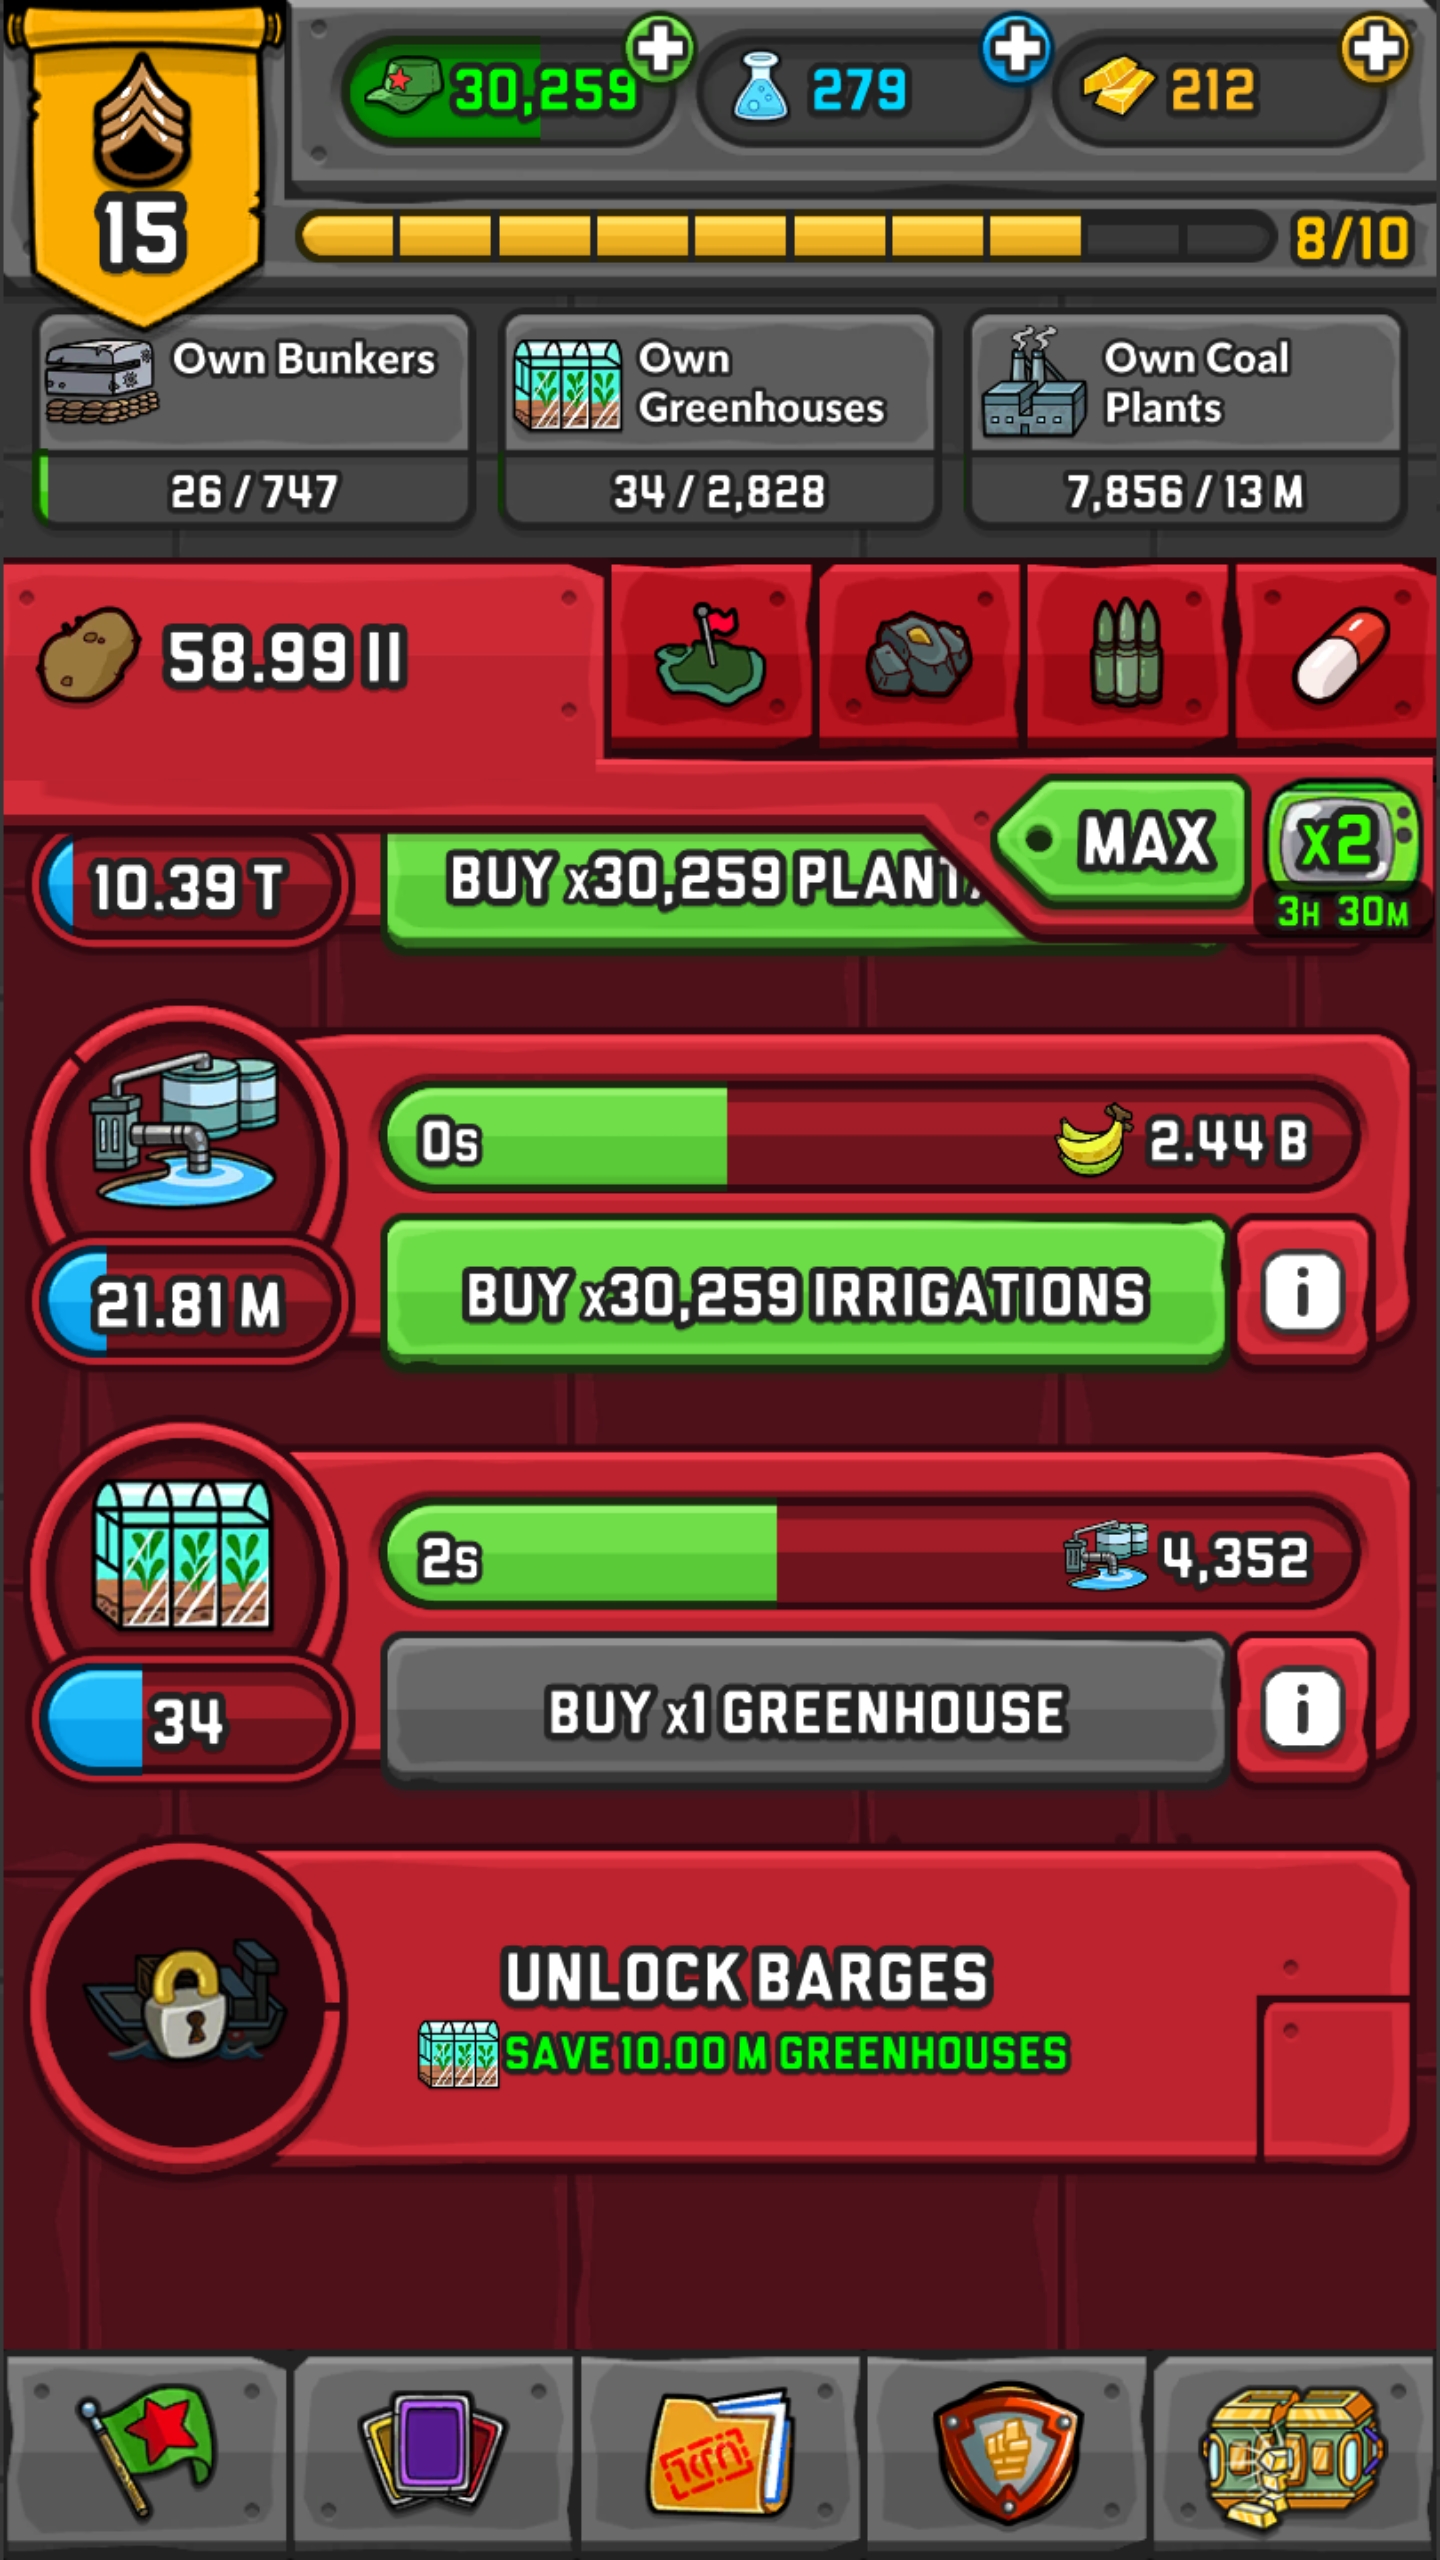 30,259
279
212
15
8/10
Own Bunkers
26 / 747
Own
Greenhouses
34 / 2,828
Own Coal
Plants
7,856 / 13 M
58.99 II
MAX
x2
3H 30M
10.39 T
BUY x30,259 PLANT
0s
2.44 B
21.81 M
BUY x30,259 IRRIGATIONS
i
2s
4,352
34
BUY x1 GREENHOUSE
i
UNLOCK BARGES
SAVE 10.00 M GREENHOUSES